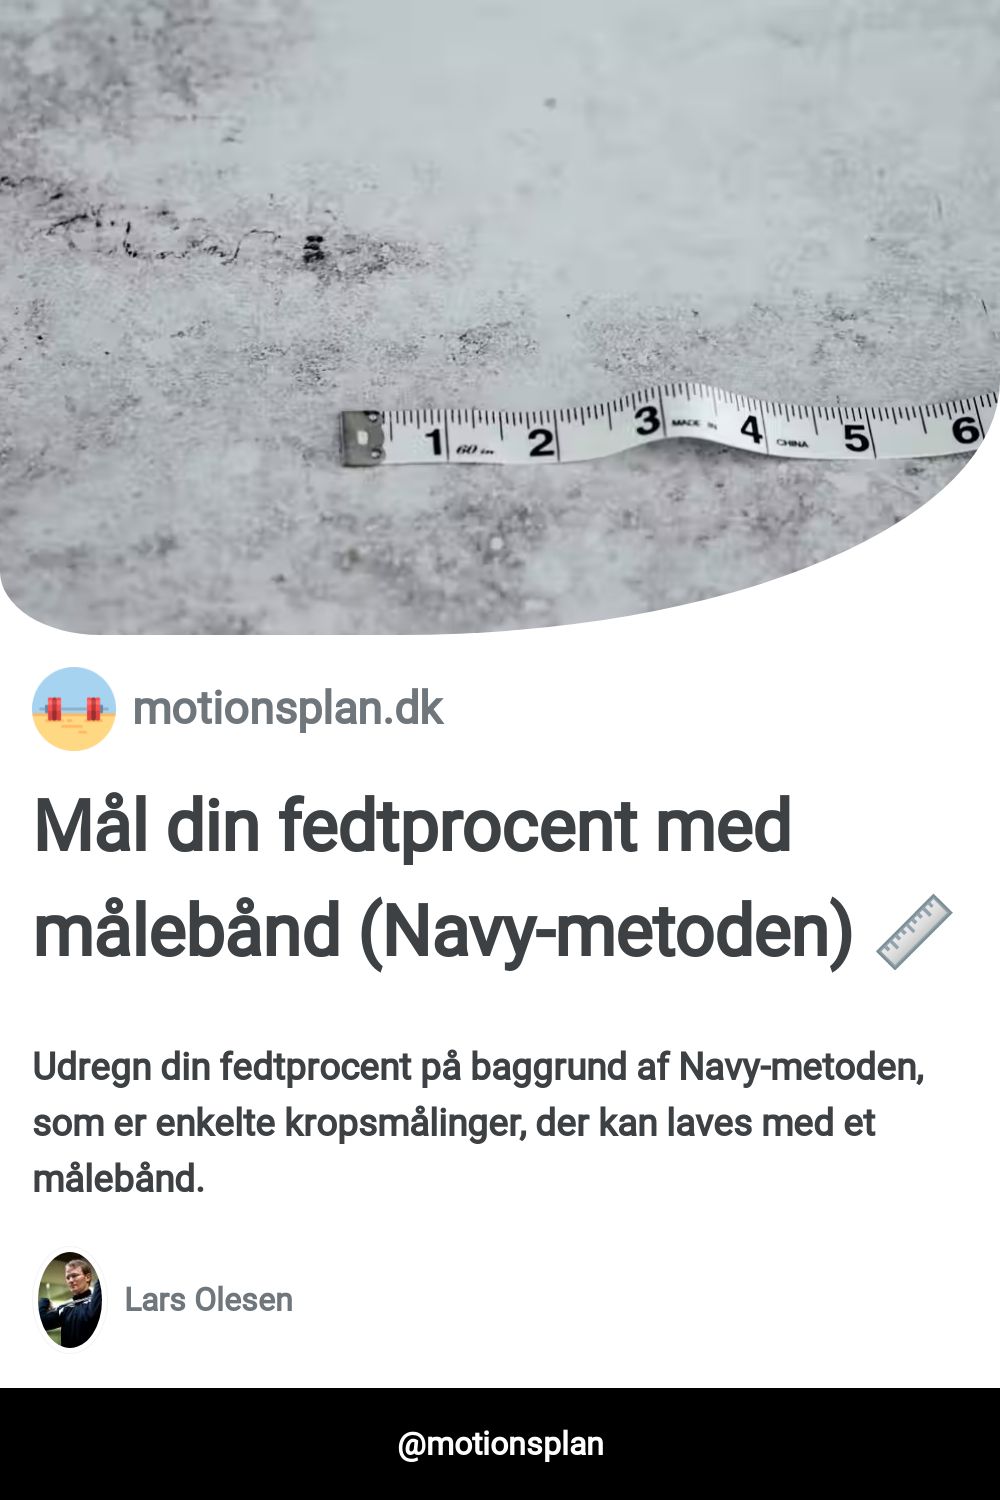 1 60 in 2 3 MADE IN 4 CHINA 5 6
motionsplan.dk
Mål din fedtprocent med
målebånd (Navy-metoden) 📏
Udregn din fedtprocent på baggrund af Navy-metoden,
som er enkelte kropsmålinger, der kan laves med et
målebånd.
Lars Olesen
@motionsplan